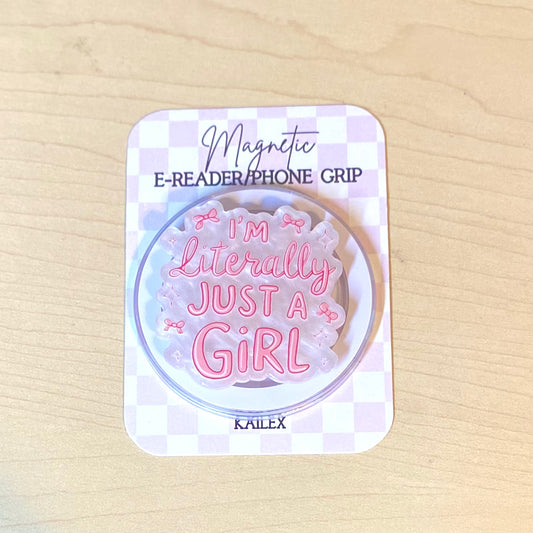 Magnetic
E-READER/PHONE GRIP
I'M
Literally
JUST A
GiRL
KAILEX